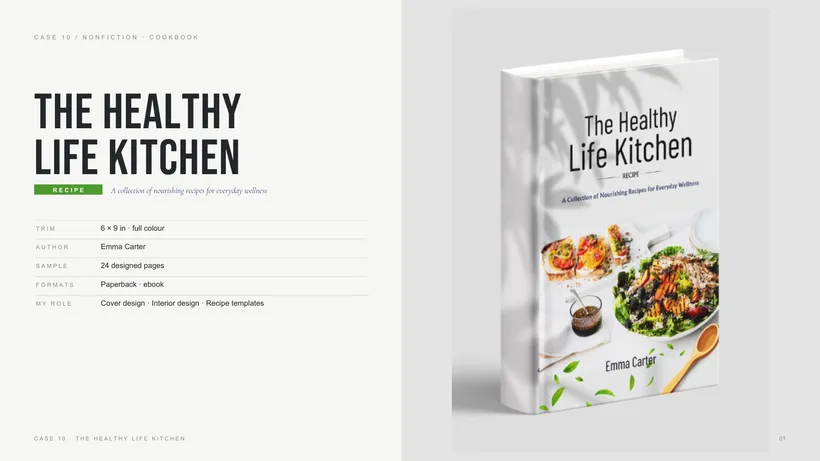 CASE 10 / NONFICTION · COOKBOOK
THE HEALTHY
LIFE KITCHEN
RECIPE
A collection of nourishing recipes for everyday wellness
TRIM
6 × 9 in · full colour
AUTHOR
Emma Carter
SAMPLE
24 designed pages
FORMATS
Paperback · ebook
MY ROLE
Cover design · Interior design · Recipe templates
CASE 10 · THE HEALTHY LIFE KITCHEN
The Healthy
Life Kitchen
RECIPE
A Collection of Nourishing Recipes for Everyday Wellness
Emma Carter
01